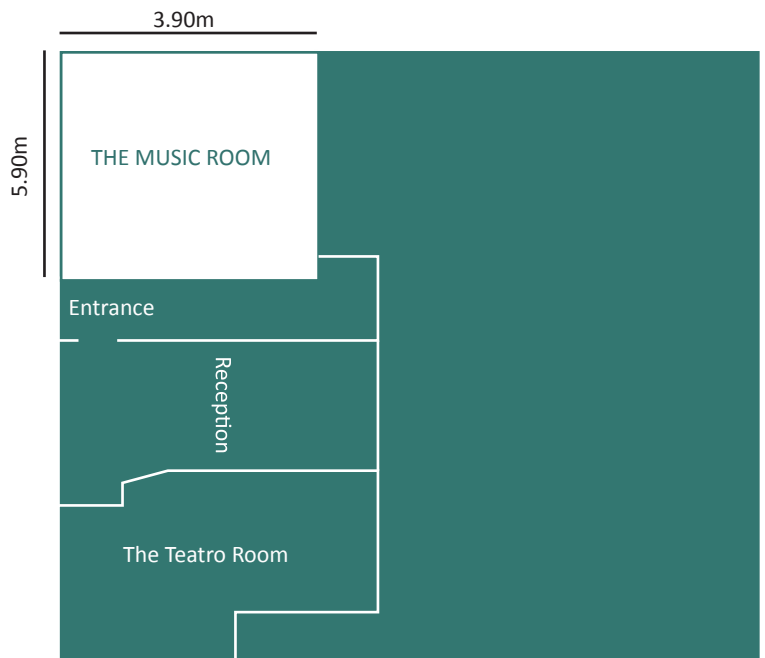 3.90m
5.90m
THE MUSIC ROOM
Entrance
Reception
The Teatro Room